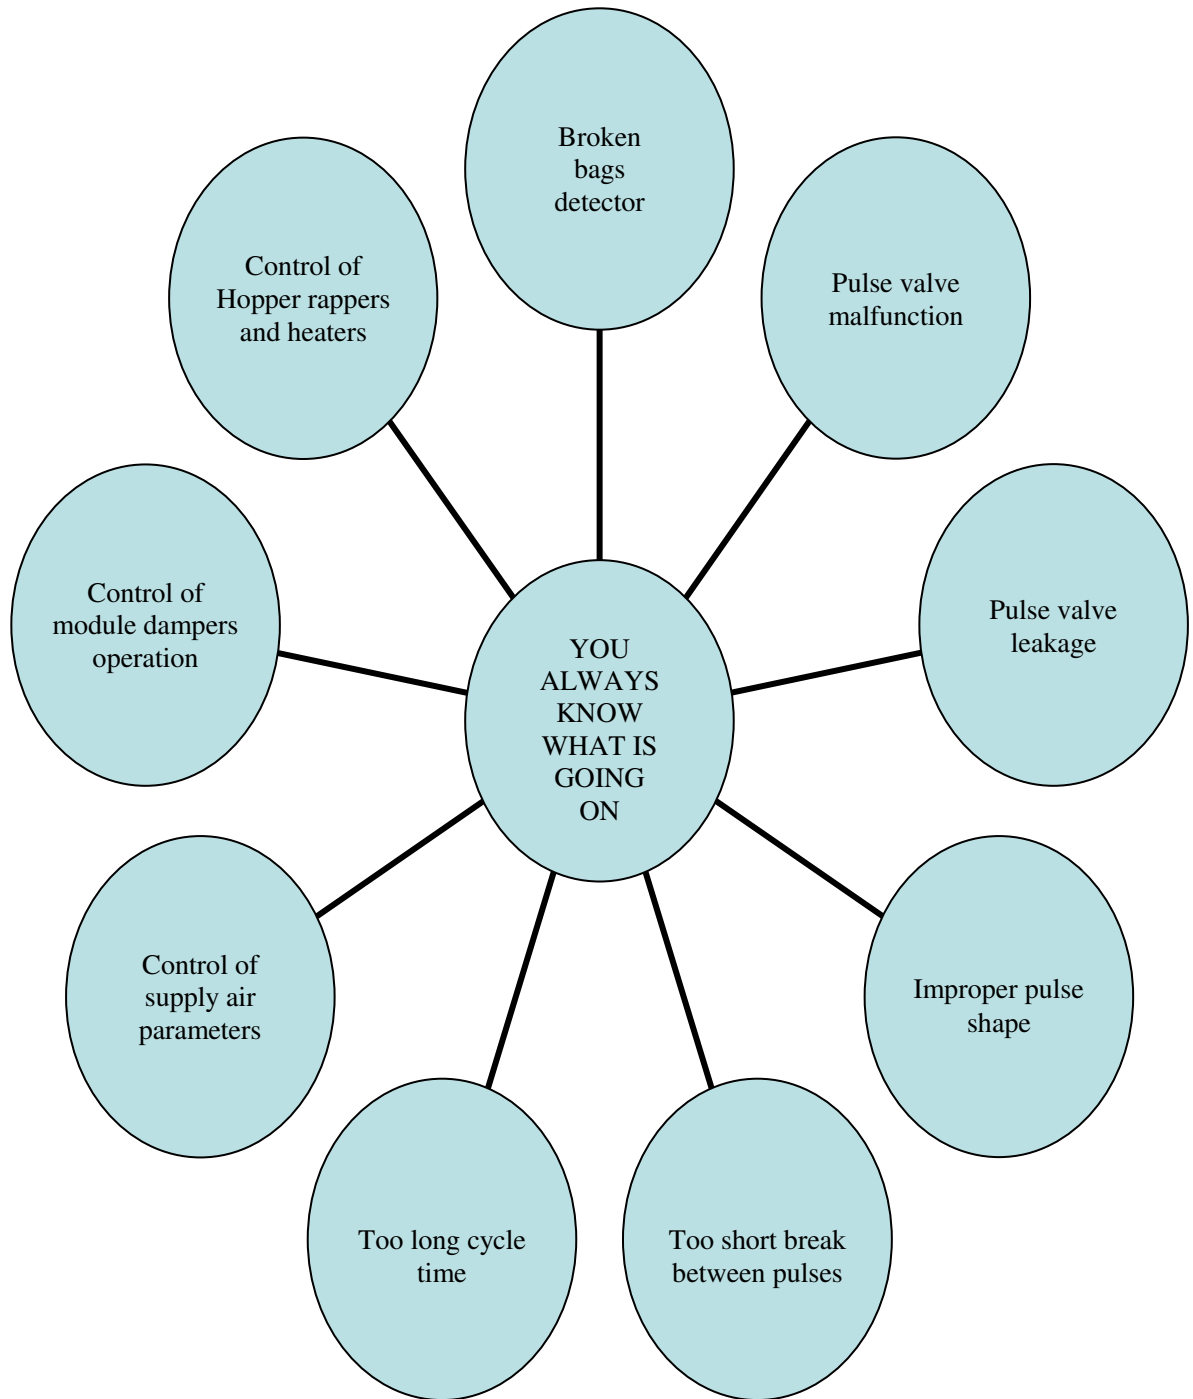 Broken
bags
detector
Pulse valve
malfunction
Pulse valve
leakage
Improper pulse
shape
Too short break
between pulses
Too long cycle
time
Control of
supply air
parameters
Control of
module dampers
operation
Control of
Hopper rappers
and heaters
YOU
ALWAYS
KNOW
WHAT IS
GOING
ON